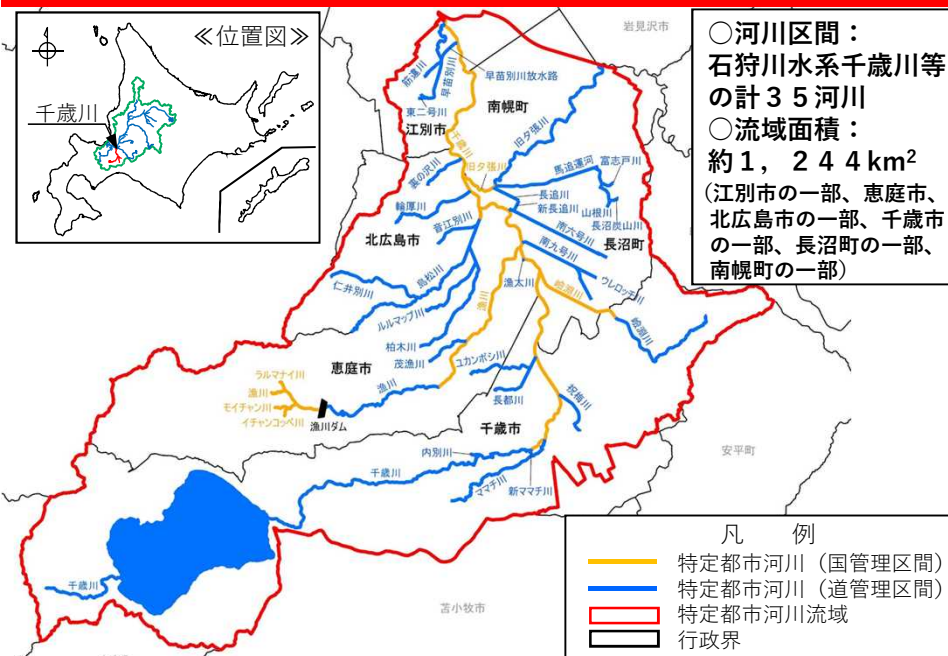 ≪位置図≫
千歳川
岩見沢市
○河川区間：
石狩川水系千歳川等
の計３５河川
○流域面積：
約１，２４４km²
(江別市の一部、恵庭市、
北広島市の一部、千歳市
の一部、長沼町の一部、
南幌町の一部)
筋違川
早苗別川
早苗別川放水路
南幌町
東二号川
江別市
千歳川
旧夕張川
旧夕張川
裏の沢川
馬追運河
富志戸川
輪厚川
長追川
新長追川
山根川
長沼炭山川
音江別川
南六号川
北広島市
南九号川
長沼町
島松川
仁井別川
漁川
漁太川
嶮淵川
ウレロッチ川
嶮淵川
ルルマップ川
柏木川
茂漁川
ユカンボシ川
恵庭市
ラルマナイ川
漁川
漁川
モイチャン川
イチャンコッペ川
漁川ダム
長都川
祝梅川
千歳市
内別川
千歳川
ママチ川
新ママチ川
安平町
千歳川
苫小牧市
凡　例
特定都市河川（国管理区間）
特定都市河川（道管理区間）
特定都市河川流域
行政界